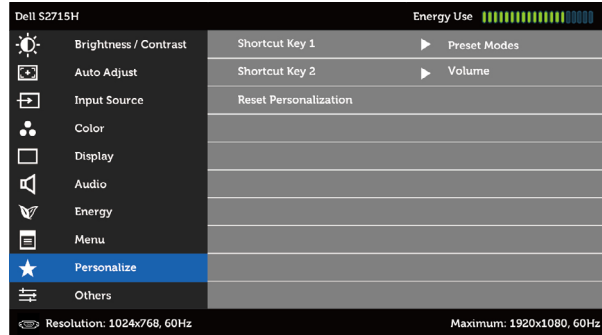 Dell S2715H Energy Use
Brightness / Contrast Shortcut Key 1 Preset Modes
Auto Adjust Shortcut Key 2 Volume
Input Source Reset Personalization
Color
Display
Audio
Energy
Menu
Personalize
Others
Resolution: 1024x768, 60Hz Maximum: 1920x1080, 60Hz